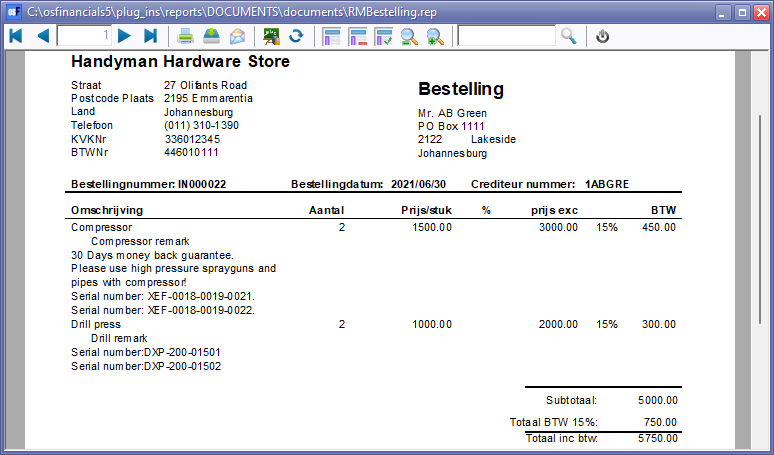 C:\osfinancials5\plug_ins\reports\DOCUMENTS\documents\RMBestelling.rep
1
Handyman Hardware Store
Straat 27 Olifants Road
Postcode Plaats 2195 Emmarentia
Land Johannesburg
Telefoon (011) 310-1390
KVKNr 336012345
BTWNr 446010111
Bestelling
Mr. AB Green
PO Box 1111
2122 Lakeside
Johannesburg
Bestellingnummer: IN000022 Bestellingdatum: 2021/06/30 Crediteur nummer: 1ABGRE
Omschrijving Aantal Prijs/stuk % prijs exc BTW
Compressor 2 1500.00 3000.00 15% 450.00
Compressor remark
30 Days money back guarantee.
Please use high pressure sprayguns and
pipes with compressor!
Serial number: XEF-0018-0019-0021.
Serial number: XEF-0018-0019-0022.
Drill press 2 1000.00 2000.00 15% 300.00
Drill remark
Serial number:DXP-200-01501
Serial number:DXP-200-01502
Subtotaal: 5000.00
Totaal BTW 15%: 750.00
Totaal inc btw: 5750.00